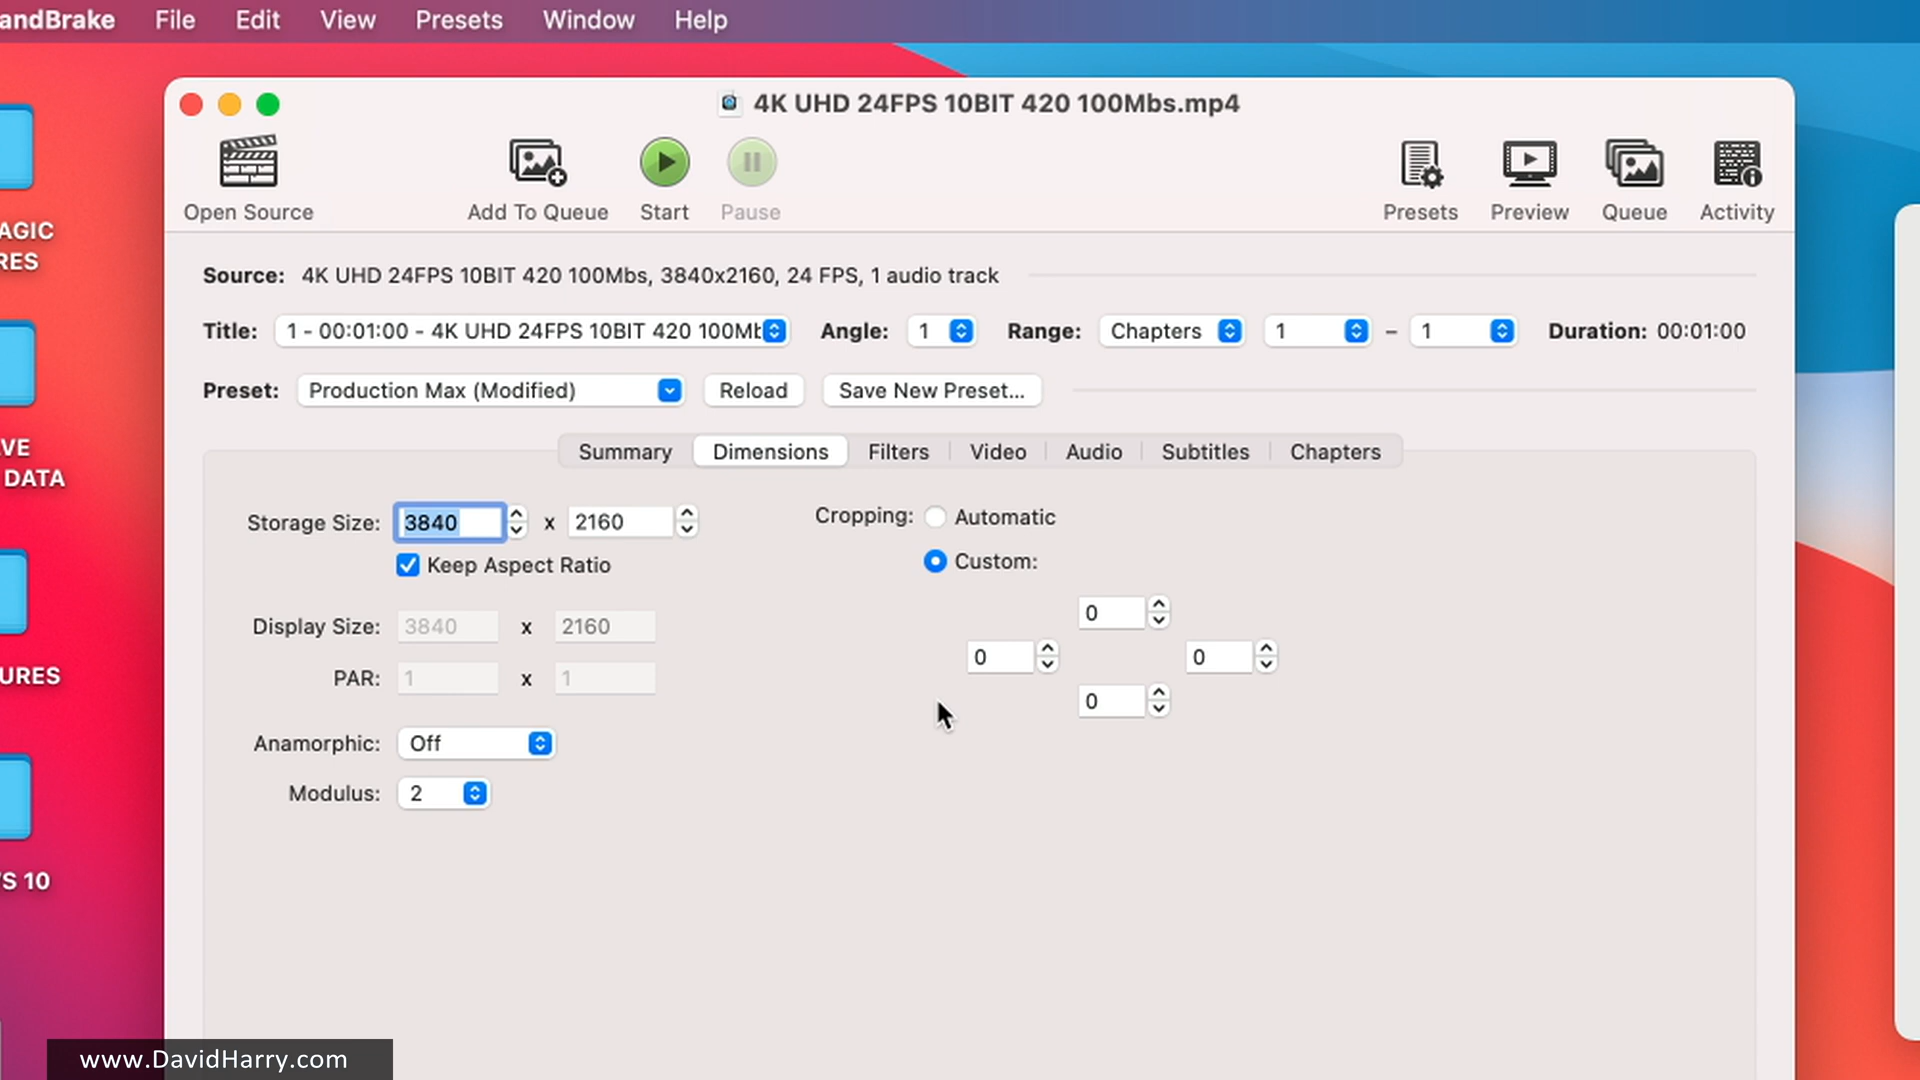 andBrake File Edit View Presets Window Help
4K UHD 24FPS 10BIT 420 100Mbs.mp4
Open Source Add To Queue Start Pause Presets Preview Queue Activity
AGIC
RES
Source: 4K UHD 24FPS 10BIT 420 100Mbs, 3840x2160, 24 FPS, 1 audio track
Title: 1 - 00:01:00 - 4K UHD 24FPS 10BIT 420 100Mb Angle: 1 Range: Chapters 1 – 1 Duration: 00:01:00
Preset: Production Max (Modified) Reload Save New Preset...
Summary Dimensions Filters Video Audio Subtitles Chapters
VE
DATA
Storage Size: 3840 x 2160 Cropping: Automatic
Keep Aspect Ratio Custom:
0
Display Size: 3840 x 2160
0 0
URES
PAR: 1 x 1
0
Anamorphic: Off
Modulus: 2
S 10
www.DavidHarry.com